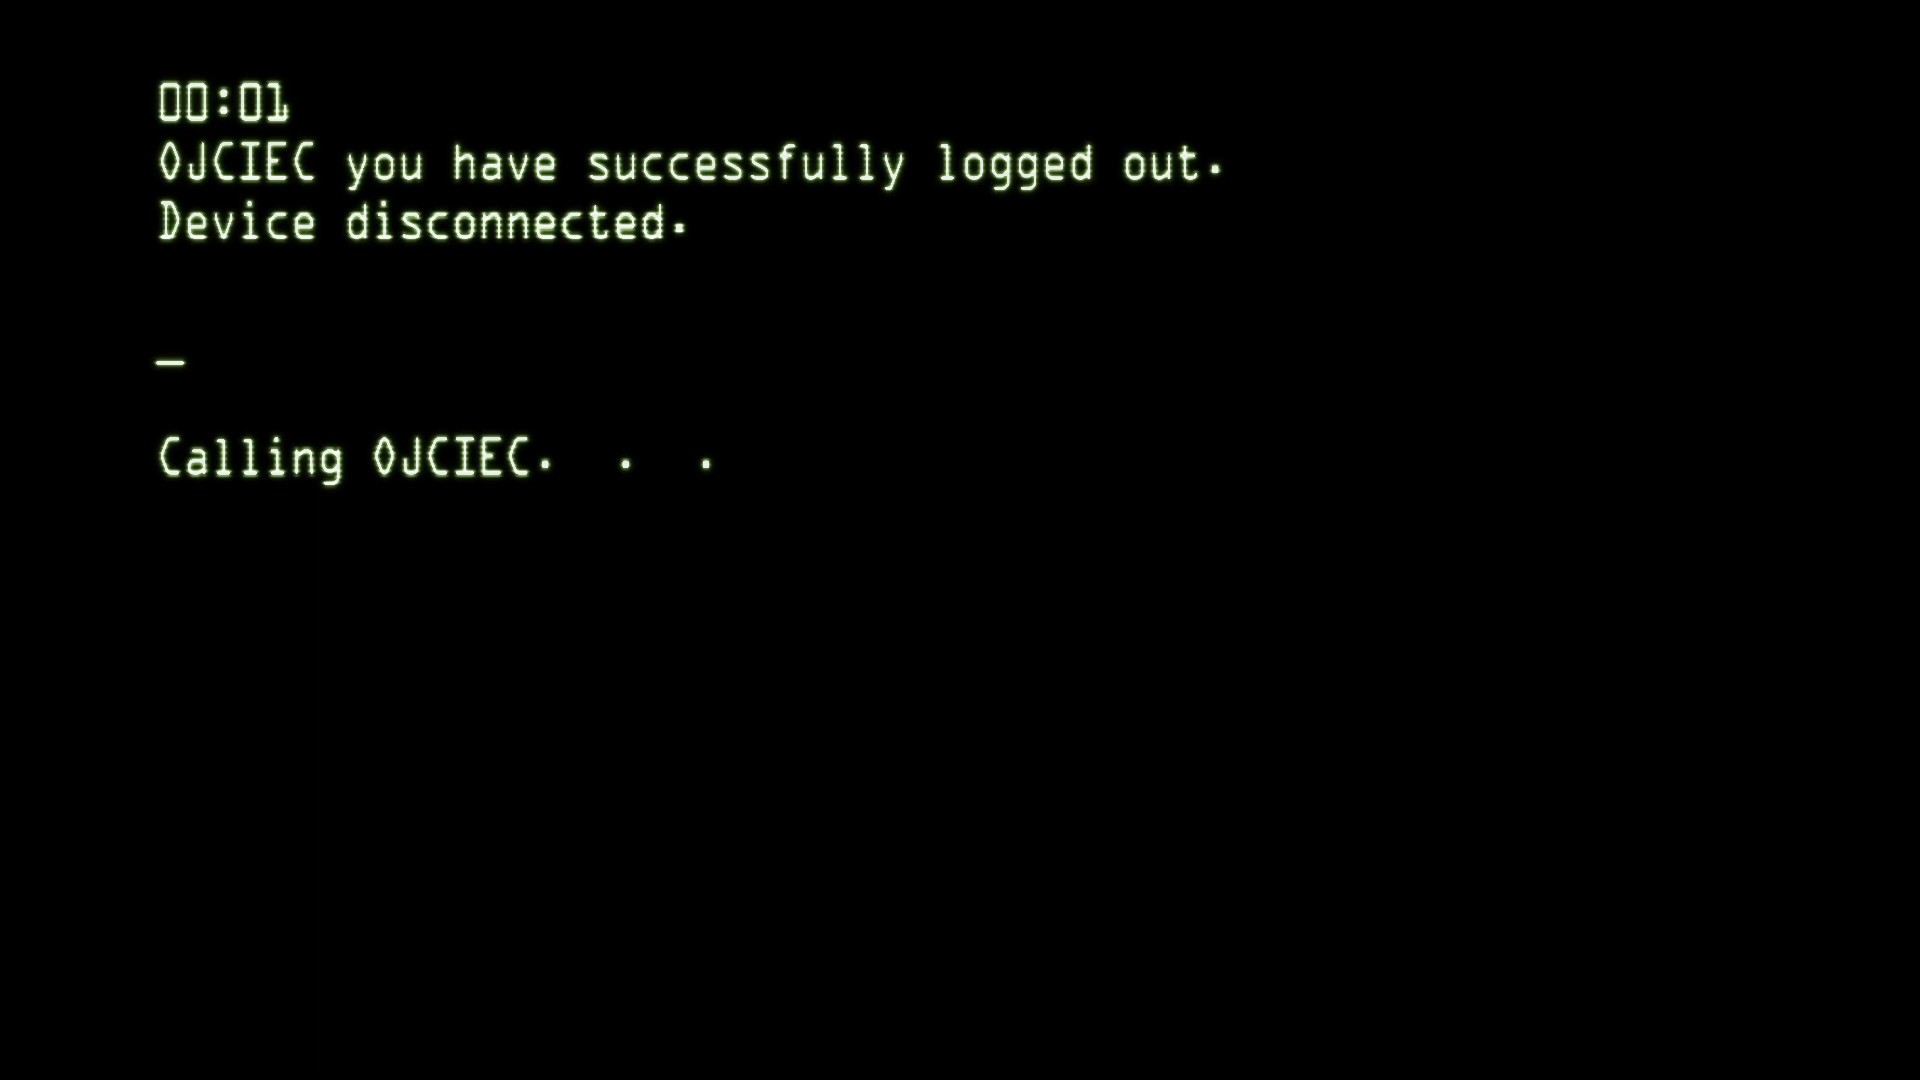 00:01
OJCIEC you have successfully logged out.
Device disconnected.
_
Calling OJCIEC. . .